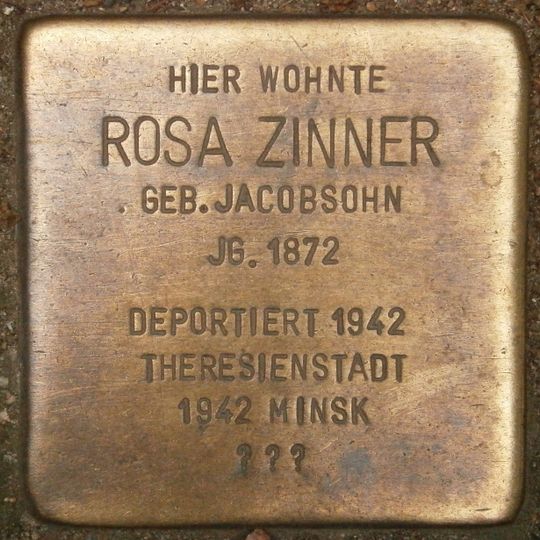 HIER WOHNTE
ROSA ZINNER
GEB. JACOBSOHN
JG. 1872
DEPORTIERT 1942
THERESIENSTADT
1942 MINSK
???